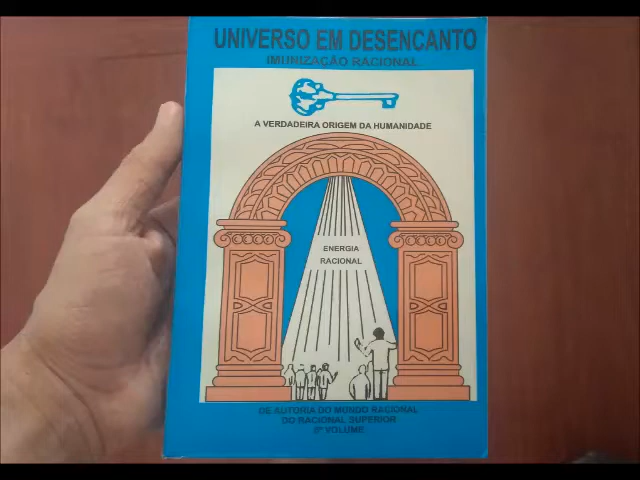 UNIVERSO EM DESENCANTO
IMUNIZAÇÃO RACIONAL
A VERDADEIRA ORIGEM DA HUMANIDADE
ENERGIA
RACIONAL
DE AUTORIA DO MUNDO RACIONAL
DO RACIONAL SUPERIOR
VOLUME